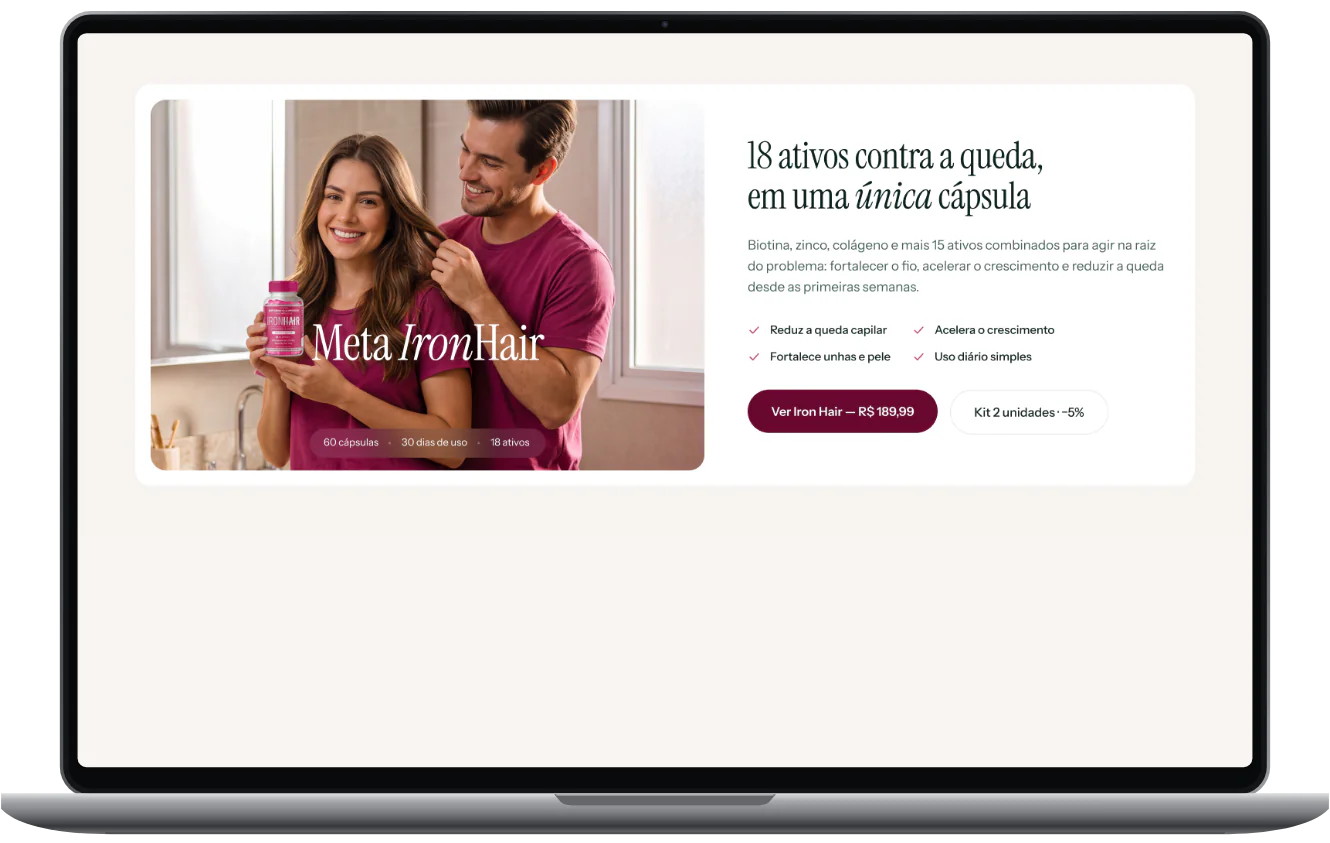 IRONHAIR
Meta IronHair
60 cápsulas • 30 dias de uso • 18 ativos
18 ativos contra a queda,
em uma única cápsula
Biotina, zinco, colágeno e mais 15 ativos combinados para agir na raiz
do problema: fortalecer o fio, acelerar o crescimento e reduzir a queda
desde as primeiras semanas.
Reduz a queda capilar
Acelera o crescimento
Fortalece unhas e pele
Uso diário simples
Ver Iron Hair — R$ 189,99
Kit 2 unidades · −5%